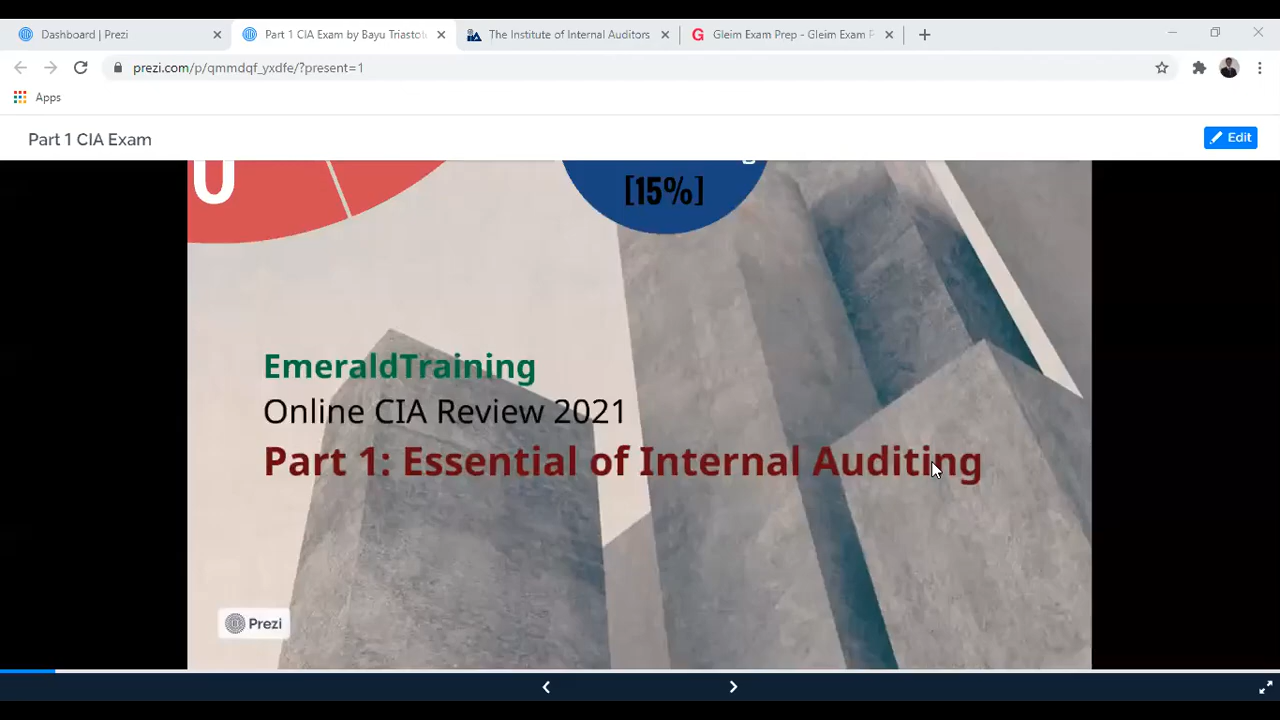 Dashboard | Prezi
Part 1 CIA Exam by Bayu Triasto
The Institute of Internal Auditors
G
Gleim Exam Prep - Gleim Exam P
prezi.com/p/qmmdqf_yxdfe/?present=1
Apps
Part 1 CIA Exam
Edit
[15%]
EmeraldTraining
Online CIA Review 2021
Part 1: Essential of Internal Auditing
Prezi